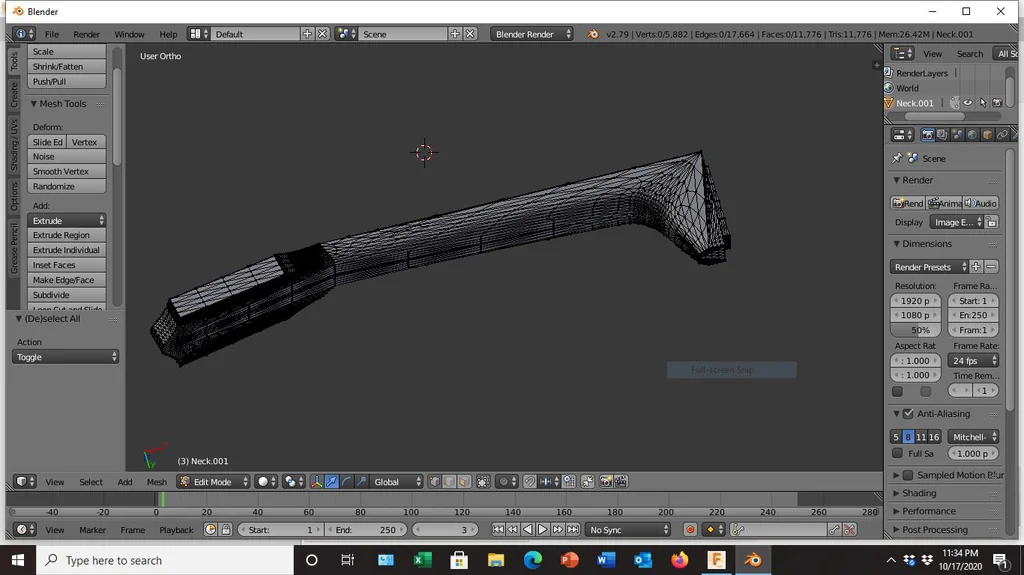 Blender
File Render Window Help Default Scene Blender Render v2.79 | Verts:0/5,882 | Edges:0/17,664 | Faces:0/11,776 | Tris:11,776 | Mem:26.42M | Neck.001
Tools
Create
Shading / UVs
Options
Grease Pencil
Scale
Shrink/Fatten
Push/Pull
Mesh Tools
Deform:
Slide Ed Vertex
Noise
Smooth Vertex
Randomize
Add:
Extrude
Extrude Region
Extrude Individual
Inset Faces
Make Edge/Face
Subdivide
Loop Cut and Slide
(De)select All
Action
Toggle
User Ortho
Full-screen Snip
(3) Neck.001
View Search All Sc
RenderLayers
World
Neck.001
Scene
Render
Rend Anima Audio
Display Image E...
Dimensions
Render Presets
Resolution: Frame Ra...
1920 p Start: 1
1080 p En:250
50% Fram:1
Aspect Rat Frame Rate:
: 1.000 24 fps
: 1.000 Time Rem...
1
Anti-Aliasing
5 8 11 16 Mitchell-
Full Sa 1.000 p
Sampled Motion Blur
Shading
Performance
Post Processing
View Select Add Mesh Edit Mode Global
-40 -20 0 20 40 60 80 100 120 140 160 180 200 220 240 260 280
View Marker Frame Playback Start: 1 End: 250 3 No Sync
Type here to search
11:34 PM
10/17/2020
1